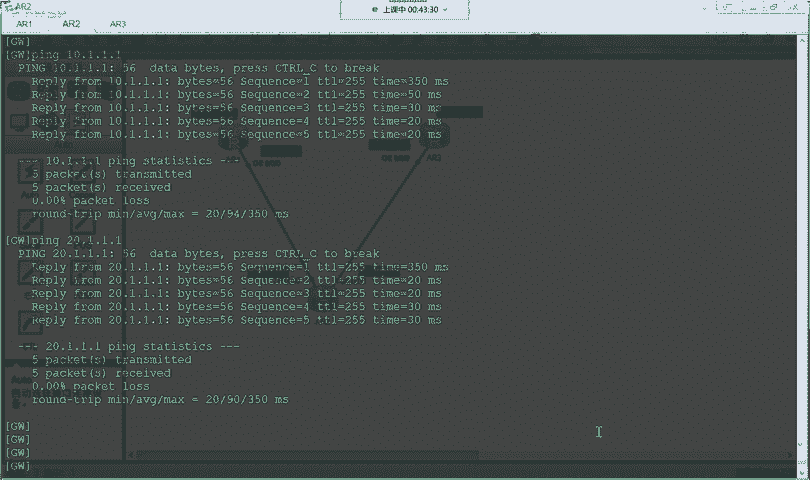 AR2
上课中 00:43:30
AR1 AR2 AR3
[GW]
[GW]ping 10.1.1.1
PING 10.1.1.1: 56 data bytes, press CTRL_C to break
Reply from 10.1.1.1: bytes=56 Sequence=1 ttl=255 time=350 ms
Reply from 10.1.1.1: bytes=56 Sequence=2 ttl=255 time=50 ms
Reply from 10.1.1.1: bytes=56 Sequence=3 ttl=255 time=30 ms
Reply from 10.1.1.1: bytes=56 Sequence=4 ttl=255 time=20 ms
Reply from 10.1.1.1: bytes=56 Sequence=5 ttl=255 time=20 ms
--- 10.1.1.1 ping statistics ---
5 packet(s) transmitted
5 packet(s) received
0.00% packet loss
round-trip min/avg/max = 20/94/350 ms
[GW]ping 20.1.1.1
PING 20.1.1.1: 56 data bytes, press CTRL_C to break
Reply from 20.1.1.1: bytes=56 Sequence=1 ttl=255 time=350 ms
Reply from 20.1.1.1: bytes=56 Sequence=2 ttl=255 time=20 ms
Reply from 20.1.1.1: bytes=56 Sequence=3 ttl=255 time=20 ms
Reply from 20.1.1.1: bytes=56 Sequence=4 ttl=255 time=30 ms
Reply from 20.1.1.1: bytes=56 Sequence=5 ttl=255 time=30 ms
--- 20.1.1.1 ping statistics ---
5 packet(s) transmitted
5 packet(s) received
0.00% packet loss
round-trip min/avg/max = 20/90/350 ms
[GW]
[GW]
[GW]
[GW]